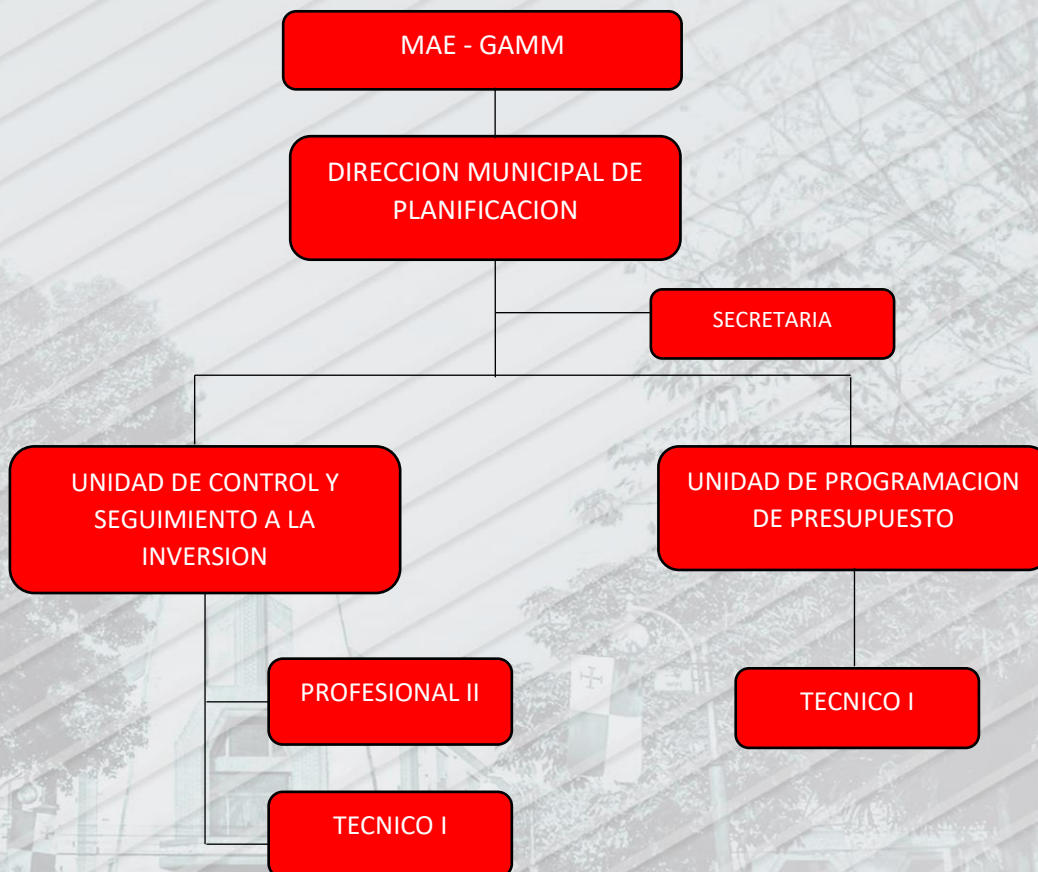 MAE - GAMM
DIRECCION MUNICIPAL DE
PLANIFICACION
SECRETARIA
UNIDAD DE CONTROL Y
SEGUIMIENTO A LA
INVERSION
UNIDAD DE PROGRAMACION
DE PRESUPUESTO
PROFESIONAL II
TECNICO I
TECNICO I